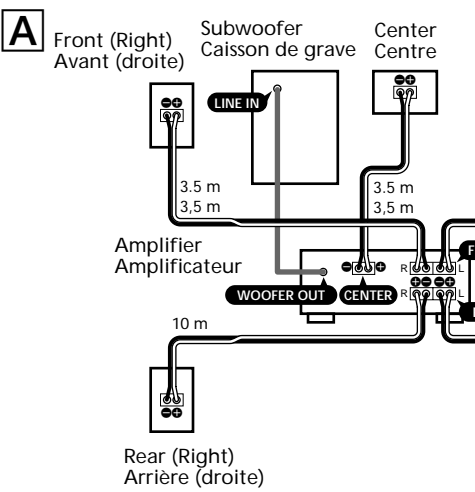 A
Front (Right)
Avant (droite)
Subwoofer
Caisson de grave
Center
Centre
LINE IN
3.5 m
3,5 m
3.5 m
3,5 m
Amplifier
Amplificateur
R
L
WOOFER OUT
CENTER
R
L
10 m
Rear (Right)
Arrière (droite)